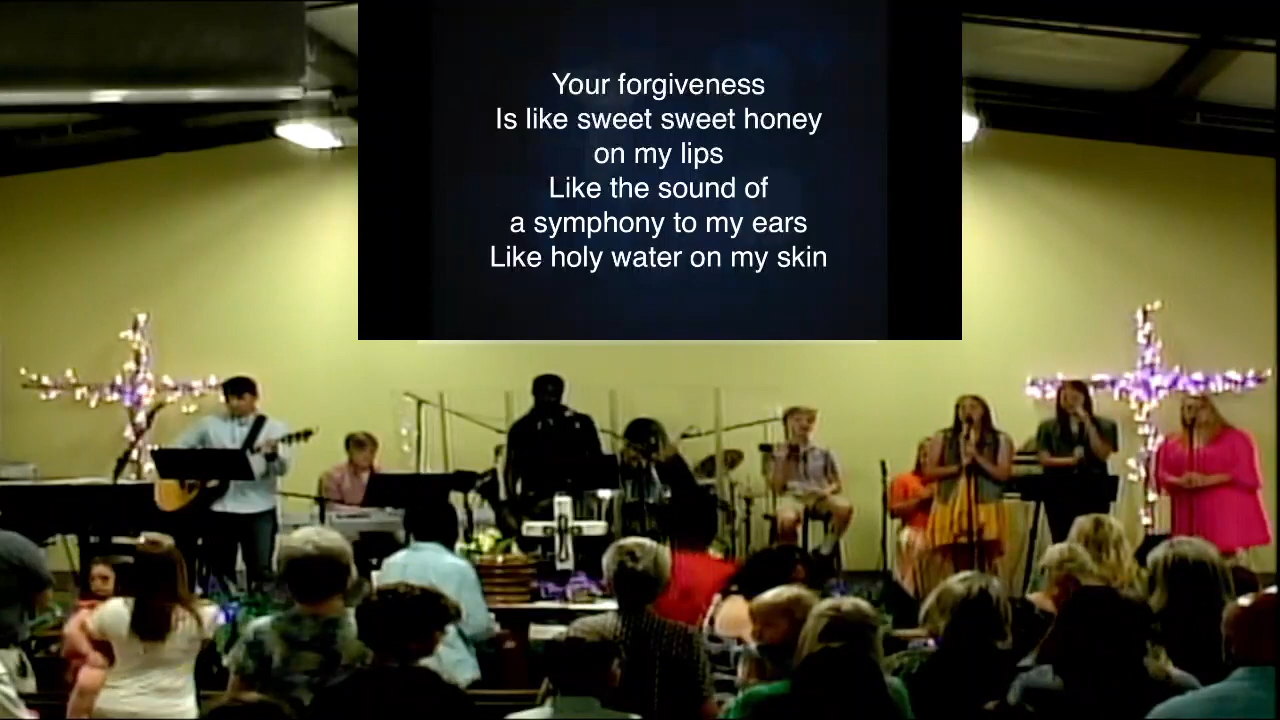 Your forgiveness
Is like sweet sweet honey
on my lips
Like the sound of
a symphony to my ears
Like holy water on my skin